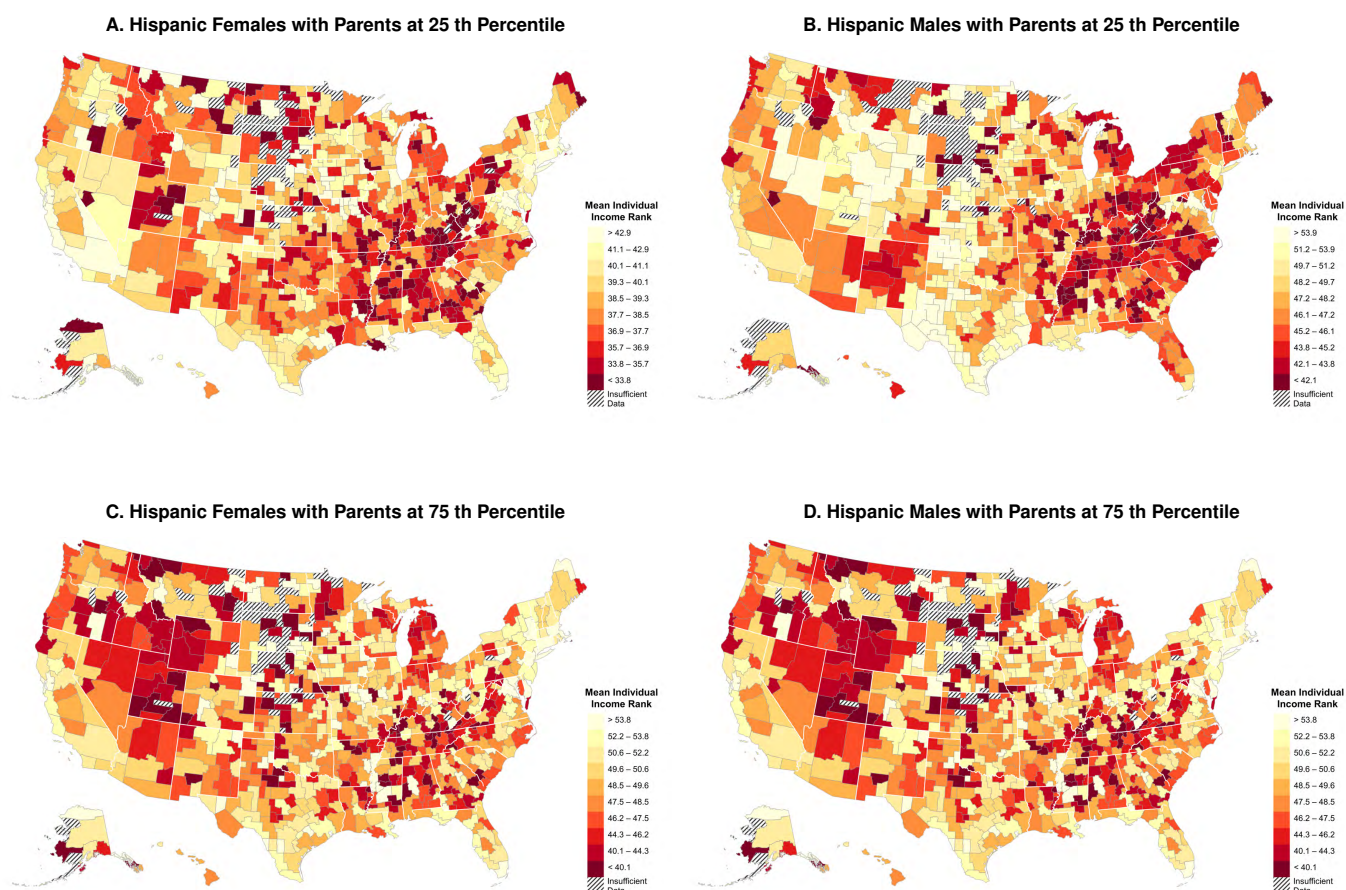 A. Hispanic Females with Parents at 25 th Percentile
Mean Individual
Income Rank
> 42.9
41.1 – 42.9
40.1 – 41.1
39.3 – 40.1
38.5 – 39.3
37.7 – 38.5
36.9 – 37.7
35.7 – 36.9
33.8 – 35.7
< 33.8
Insufficient
Data
B. Hispanic Males with Parents at 25 th Percentile
Mean Individual
Income Rank
> 53.9
51.2 – 53.9
49.7 – 51.2
48.2 – 49.7
47.2 – 48.2
46.1 – 47.2
45.2 – 46.1
43.8 – 45.2
42.1 – 43.8
< 42.1
Insufficient
Data
C. Hispanic Females with Parents at 75 th Percentile
Mean Individual
Income Rank
> 53.8
52.2 – 53.8
50.6 – 52.2
49.6 – 50.6
48.5 – 49.6
47.5 – 48.5
46.2 – 47.5
44.3 – 46.2
40.1 – 44.3
< 40.1
Insufficient
Data
D. Hispanic Males with Parents at 75 th Percentile
Mean Individual
Income Rank
> 53.8
52.2 – 53.8
50.6 – 52.2
49.6 – 50.6
48.5 – 49.6
47.5 – 48.5
46.2 – 47.5
44.3 – 46.2
40.1 – 44.3
< 40.1
Insufficient
Data